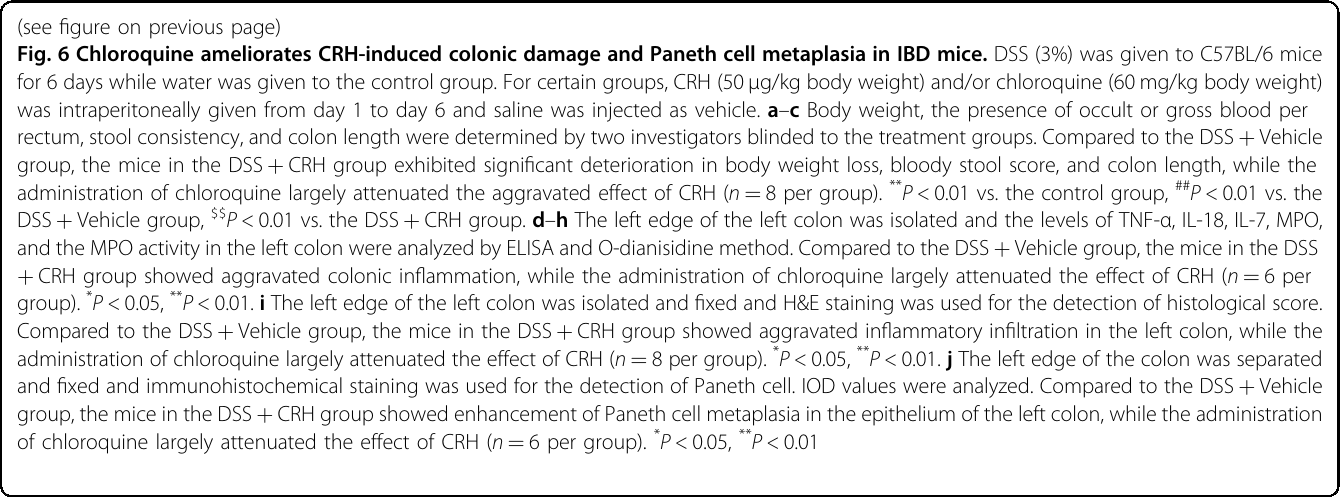 (see figure on previous page)
Fig. 6 Chloroquine ameliorates CRH-induced colonic damage and Paneth cell metaplasia in IBD mice. DSS (3%) was given to C57BL/6 mice
for 6 days while water was given to the control group. For certain groups, CRH (50 μg/kg body weight) and/or chloroquine (60 mg/kg body weight)
was intraperitoneally given from day 1 to day 6 and saline was injected as vehicle. a–c Body weight, the presence of occult or gross blood per
rectum, stool consistency, and colon length were determined by two investigators blinded to the treatment groups. Compared to the DSS + Vehicle
group, the mice in the DSS + CRH group exhibited significant deterioration in body weight loss, bloody stool score, and colon length, while the
administration of chloroquine largely attenuated the aggravated effect of CRH (n = 8 per group). **P < 0.01 vs. the control group, ##P < 0.01 vs. the
DSS + Vehicle group, $$P < 0.01 vs. the DSS + CRH group. d–h The left edge of the left colon was isolated and the levels of TNF-α, IL-18, IL-7, MPO,
and the MPO activity in the left colon were analyzed by ELISA and O-dianisidine method. Compared to the DSS + Vehicle group, the mice in the DSS
+ CRH group showed aggravated colonic inflammation, while the administration of chloroquine largely attenuated the effect of CRH (n = 6 per
group). *P < 0.05, **P < 0.01. i The left edge of the left colon was isolated and fixed and H&E staining was used for the detection of histological score.
Compared to the DSS + Vehicle group, the mice in the DSS + CRH group showed aggravated inflammatory infiltration in the left colon, while the
administration of chloroquine largely attenuated the effect of CRH (n = 8 per group). *P < 0.05, **P < 0.01. j The left edge of the colon was separated
and fixed and immunohistochemical staining was used for the detection of Paneth cell. IOD values were analyzed. Compared to the DSS + Vehicle
group, the mice in the DSS + CRH group showed enhancement of Paneth cell metaplasia in the epithelium of the left colon, while the administration
of chloroquine largely attenuated the effect of CRH (n = 6 per group). *P < 0.05, **P < 0.01